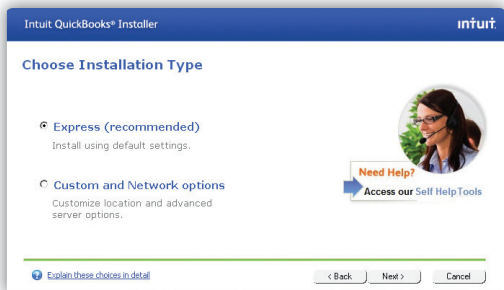 Intuit QuickBooks® Installer
intuit.
Choose Installation Type
Express (recommended)
Install using default settings.
Custom and Network options
Customize location and advanced
server options.
Need Help?
Access our Self Help Tools
Explain these choices in detail
< Back
Next >
Cancel